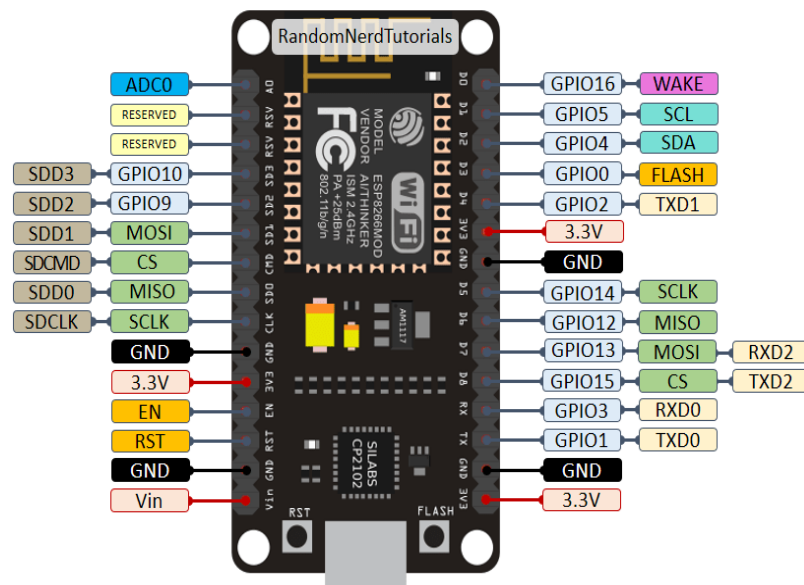 RandomNerdTutorials
ADC0
RESERVED
RESERVED
SDD3 GPIO10
SDD2 GPIO9
SDD1 MOSI
SDCMD CS
SDD0 MISO
SDCLK SCLK
GND
3.3V
EN
RST
GND
Vin
A0
RSV
RSV
SD3
SD2
SD1
CMD
SD0
CLK
GND
3V3
EN
RST
GND
Vin
MODEL
VENDOR
ESP8266MOD
AI/THINKER
ISM 2.4GHz
PA +25dBm
802.11b/g/n
FC
Wi Fi
AM1117
SILABS
CP2102
RST
FLASH
D0
D1
D2
D3
D4
3V3
GND
D5
D6
D7
D8
RX
TX
GND
3V3
GPIO16 WAKE
GPIO5 SCL
GPIO4 SDA
GPIO0 FLASH
GPIO2 TXD1
3.3V
GND
GPIO14 SCLK
GPIO12 MISO
GPIO13 MOSI RXD2
GPIO15 CS TXD2
GPIO3 RXD0
GPIO1 TXD0
GND
3.3V